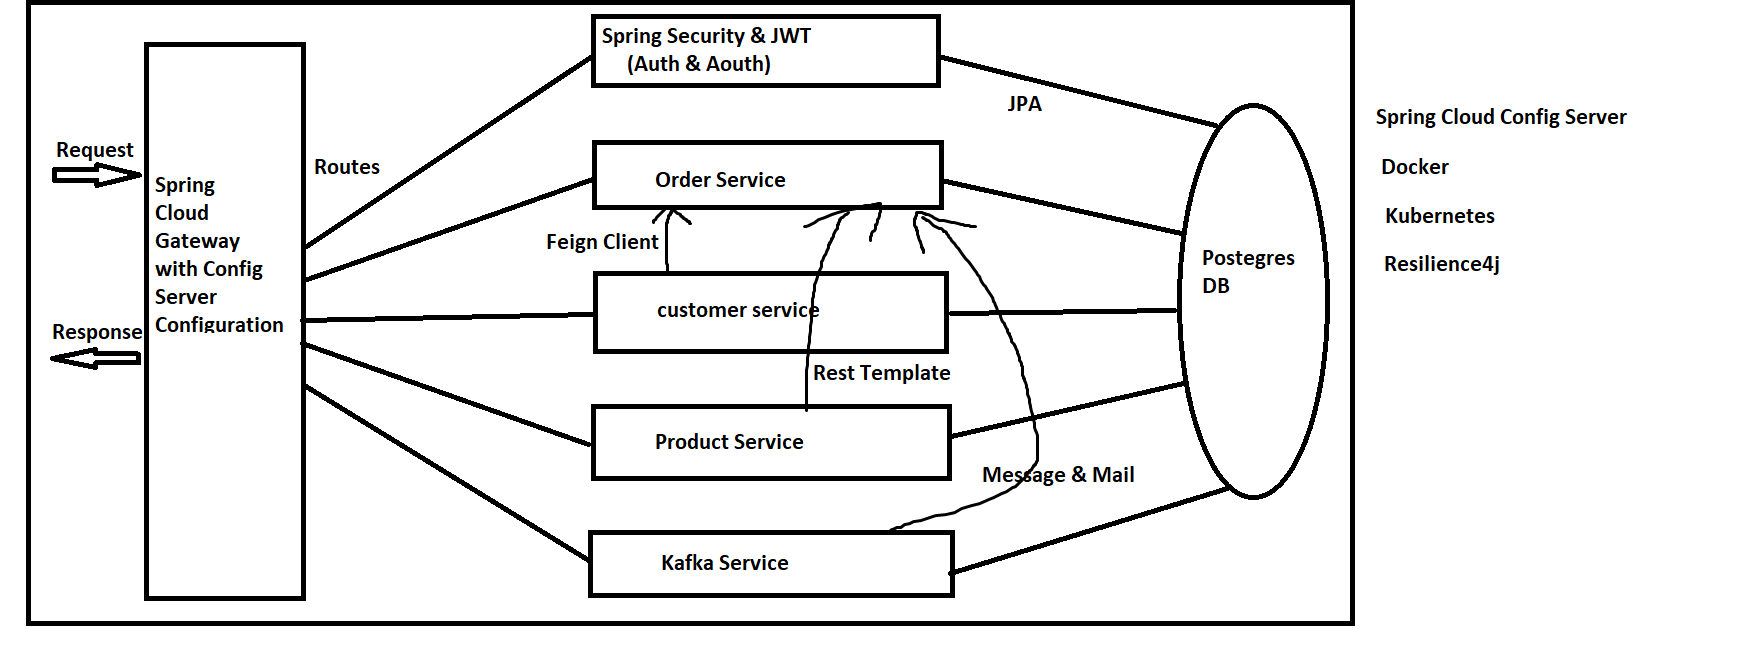 Spring Security & JWT
(Auth & Aouth)
JPA
Spring Cloud Config Server
Request
Routes
Docker
Spring
Cloud
Gateway
with Config
Server
Configuration
Order Service
Kubernetes
Feign Client
Postegres
DB
Resilience4j
customer service
Response
Rest Template
Product Service
Message & Mail
Kafka Service